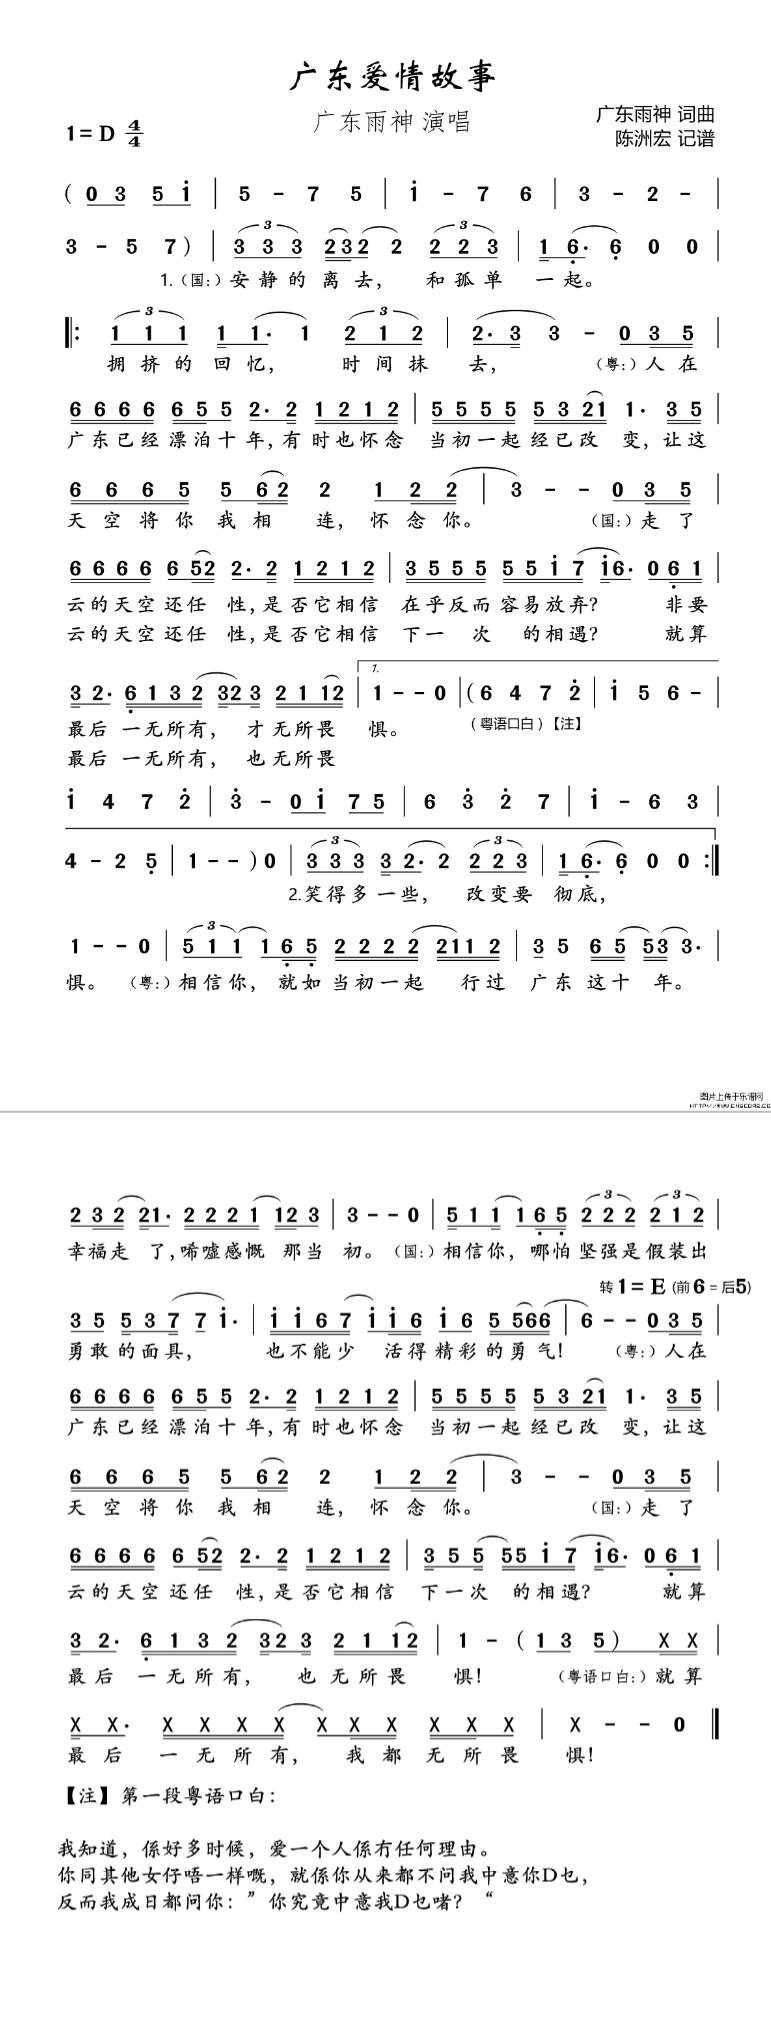 广东爱情故事
广东雨神 演唱
广东雨神 词曲
陈洲宏 记谱
1= D 4/4
( 0 3 5 1 | 5 - 7 5 | 1 - 7 6 | 3 - 2 - |
3 - 5 7 ) | 3 3 3 2 3 2 2 2 2 3 | 1 6· 6 0 0 |
1.（国：）安静的离去， 和孤单 一起。
‖: 1 1 1 1 1· 1 2 1 2 | 2· 3 3 - 0 3 5 |
拥挤的回忆， 时间抹 去， （粤：）人在
6 6 6 6 6 5 5 2· 2 1 2 1 2 | 5 5 5 5 5 3 2 1 1· 3 5 |
广东已经漂泊十年，有时也怀念 当初一起经已改 变，让这
6 6 6 5 5 6 2 2 1 2 2 | 3 - - 0 3 5 |
天空将你我相 连，怀念你。 （国：）走了
6 6 6 6 6 5 2 2· 2 1 2 1 2 | 3 5 5 5 5 5 1 7 1 6· 0 6 1 |
云的天空还任 性，是否它相信 在乎反而容易放弃？ 非要
云的天空还任 性，是否它相信 下一 次 的相遇？ 就算
3 2· 6 1 3 2 3 2 3 2 1 1 2 | 1. 1 - - 0 | ( 6 4 7 2 | 1 5 6 - |
最后 一无所有， 才无所畏 惧。 （粤语口白）【注】
最后 一无所有， 也无所畏
1 4 7 2 | 3 - 0 1 7 5 | 6 3 2 7 | 1 - 6 3 |
4 - 2 5 | 1 - - ) 0 | 3 3 3 3 2· 2 2 2 3 | 1 6· 6 0 0 :‖
2.笑得多一些， 改变要 彻底，
1 - - 0 | 5 1 1 1 6 5 2 2 2 2 2 1 1 2 | 3 5 6 5 5 3 3· |
惧。 （粤：）相信你，就如当初一起 行过 广东 这十 年。
图片上传于乐谱网
2 3 2 2 1· 2 2 2 1 1 2 3 | 3 - - 0 | 5 1 1 1 6 5 2 2 2 2 1 2 |
幸福走 了，唏嘘感慨 那当 初。（国：）相信你，哪怕坚强是假装出
转 1= E (前 6 = 后5)
3 5 5 3 7 7 1· | 1 1 6 7 1 1 6 1 6 5 5 6 6 | 6 - - 0 3 5 |
勇敢的面具， 也不能少 活得精彩的勇气！ （粤：）人在
6 6 6 6 6 5 5 2· 2 1 2 1 2 | 5 5 5 5 5 3 2 1 1· 3 5 |
广东已经漂泊十年，有时也怀念 当初一起经已改 变，让这
6 6 6 5 5 6 2 2 1 2 2 | 3 - - 0 3 5 |
天空将你我相 连，怀念你。 （国：）走了
6 6 6 6 6 5 2 2· 2 1 2 1 2 | 3 5 5 5 5 1 7 1 6· 0 6 1 |
云的天空还任 性，是否它相信 下一次 的相遇？ 就算
3 2· 6 1 3 2 3 2 3 2 1 1 2 | 1 - ( 1 3 5 ) X X |
最后 一无所有， 也无所畏 惧！ （粤语口白：）就算
X X· X X X X X X X X X X | X - - 0 ‖
最后 一无所有， 我都无所畏 惧！
【注】第一段粤语口白：
我知道，係好多时候，爱一个人係冇任何理由。
你同其他女仔唔一样嘅，就係你从来都不问我中意你D乜，
反而我成日都问你：”你究竟中意我D乜啫？“